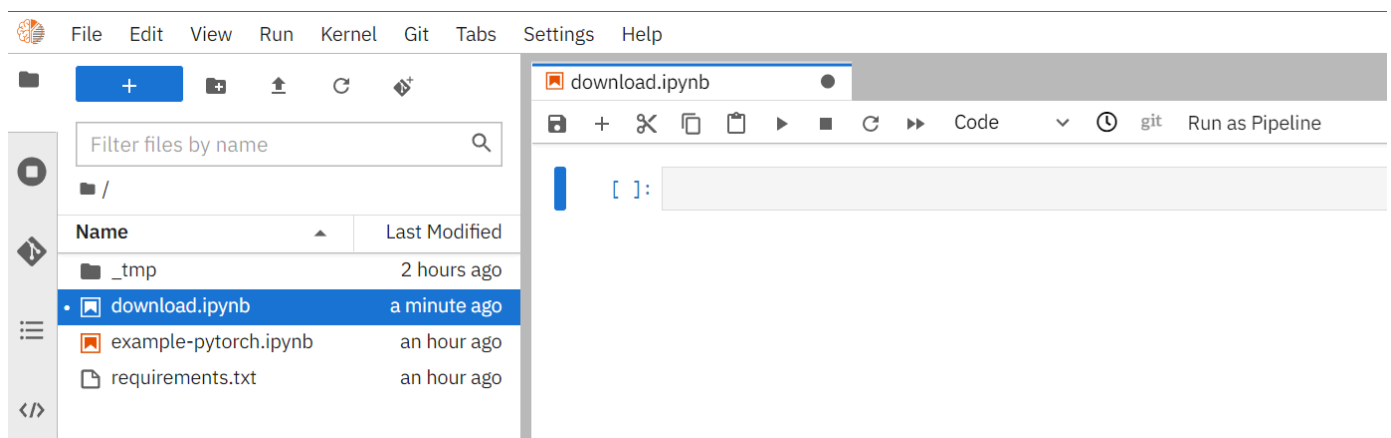 File Edit View Run Kernel Git Tabs Settings Help
+
Filter files by name
/
Name Last Modified
_tmp 2 hours ago
download.ipynb a minute ago
example-pytorch.ipynb an hour ago
requirements.txt an hour ago
download.ipynb
Code git Run as Pipeline
[ ]: